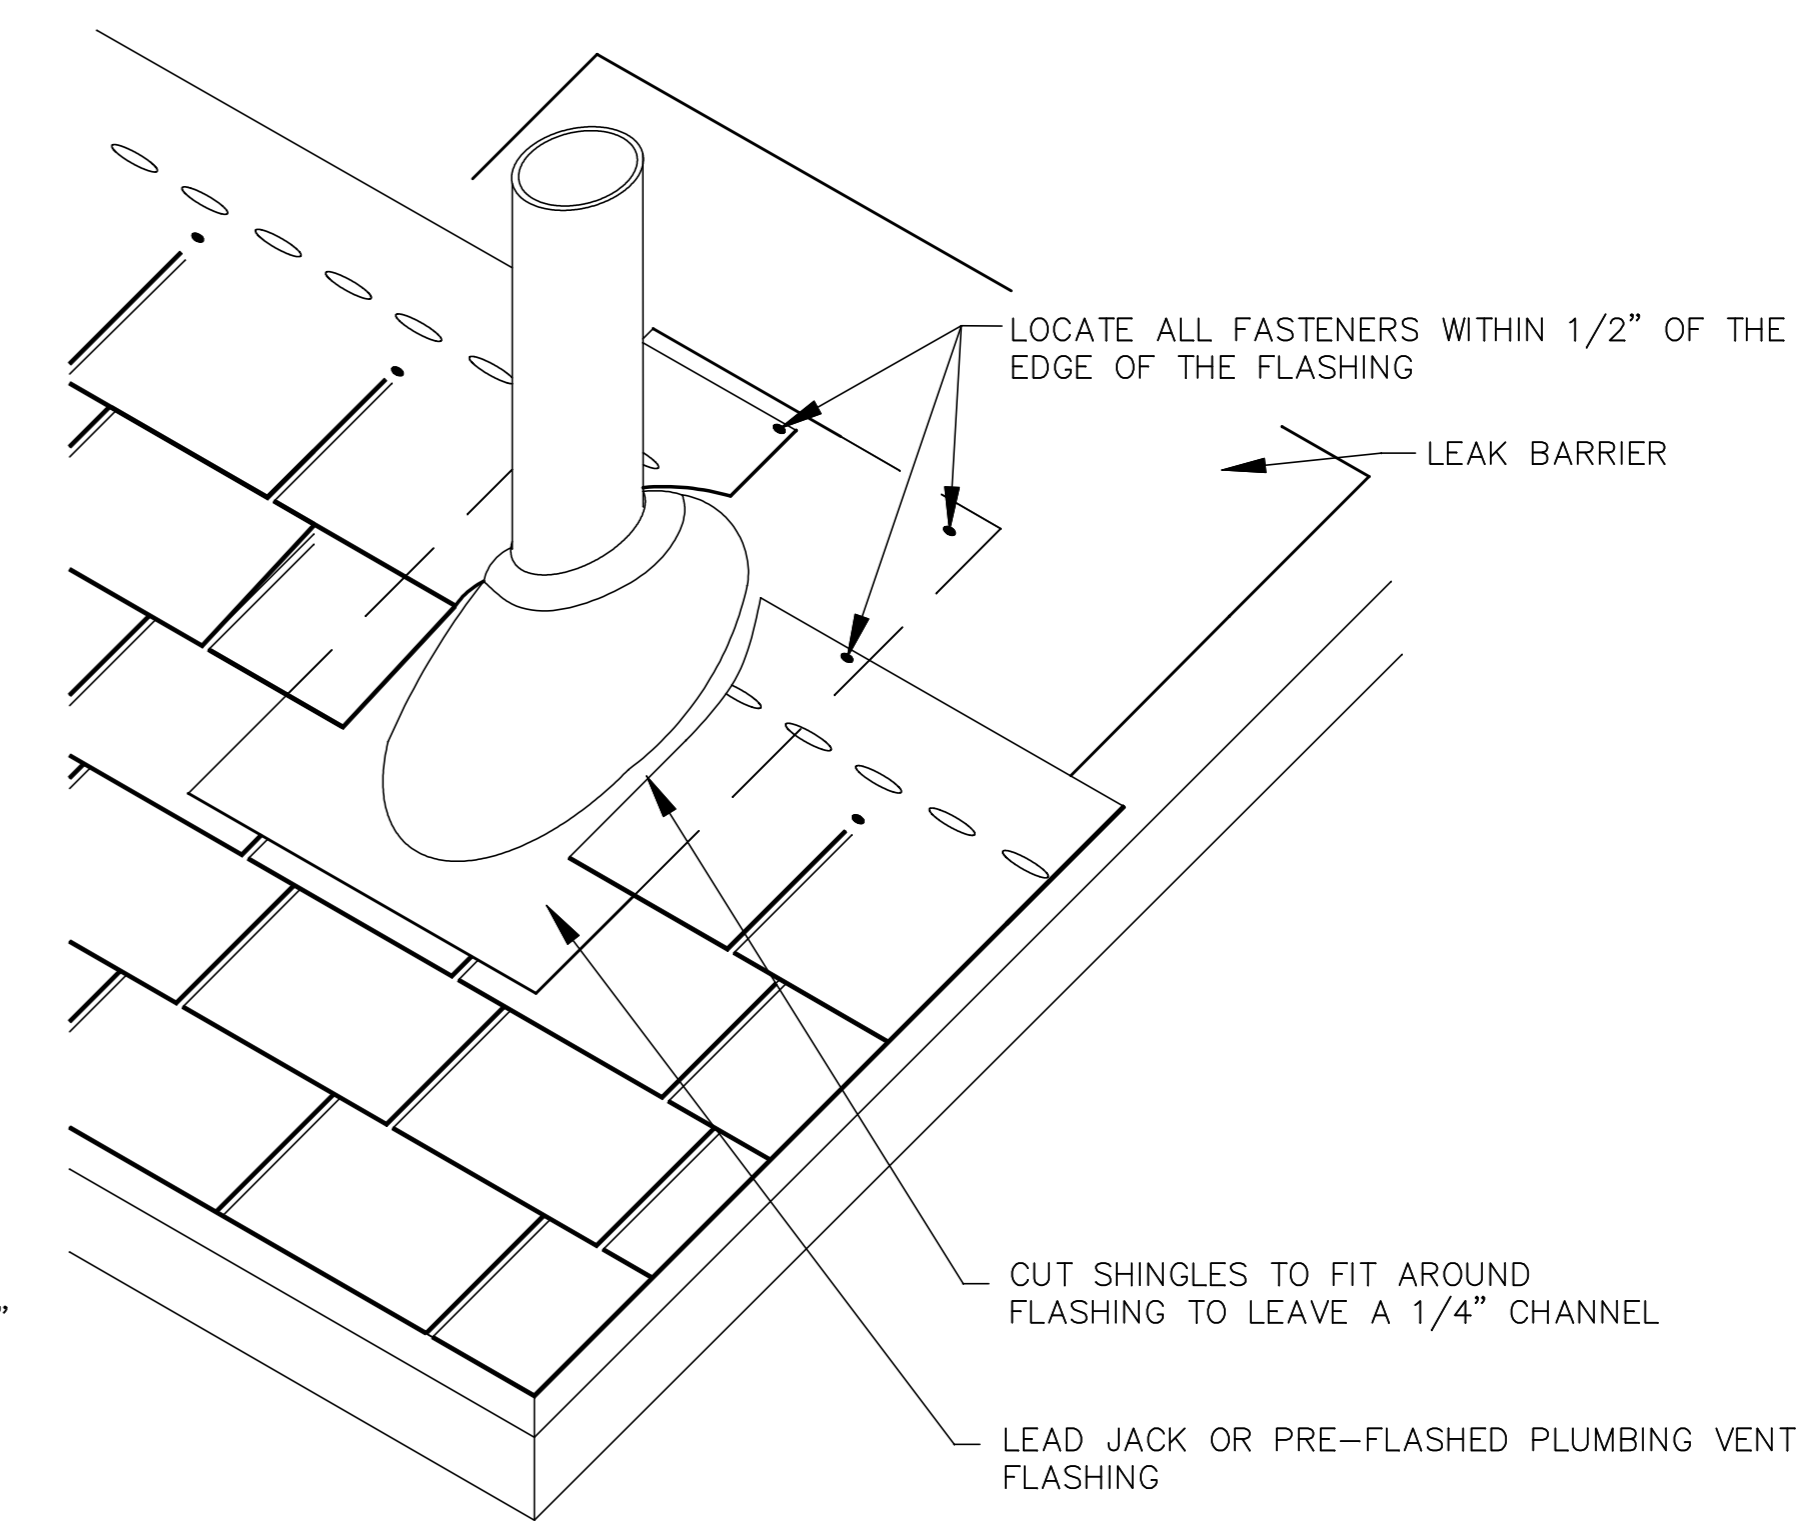 LOCATE ALL FASTENERS WITHIN 1/2” OF THE
EDGE OF THE FLASHING
LEAK BARRIER
”
CUT SHINGLES TO FIT AROUND
FLASHING TO LEAVE A 1/4” CHANNEL
LEAD JACK OR PRE–FLASHED PLUMBING VENT
FLASHING